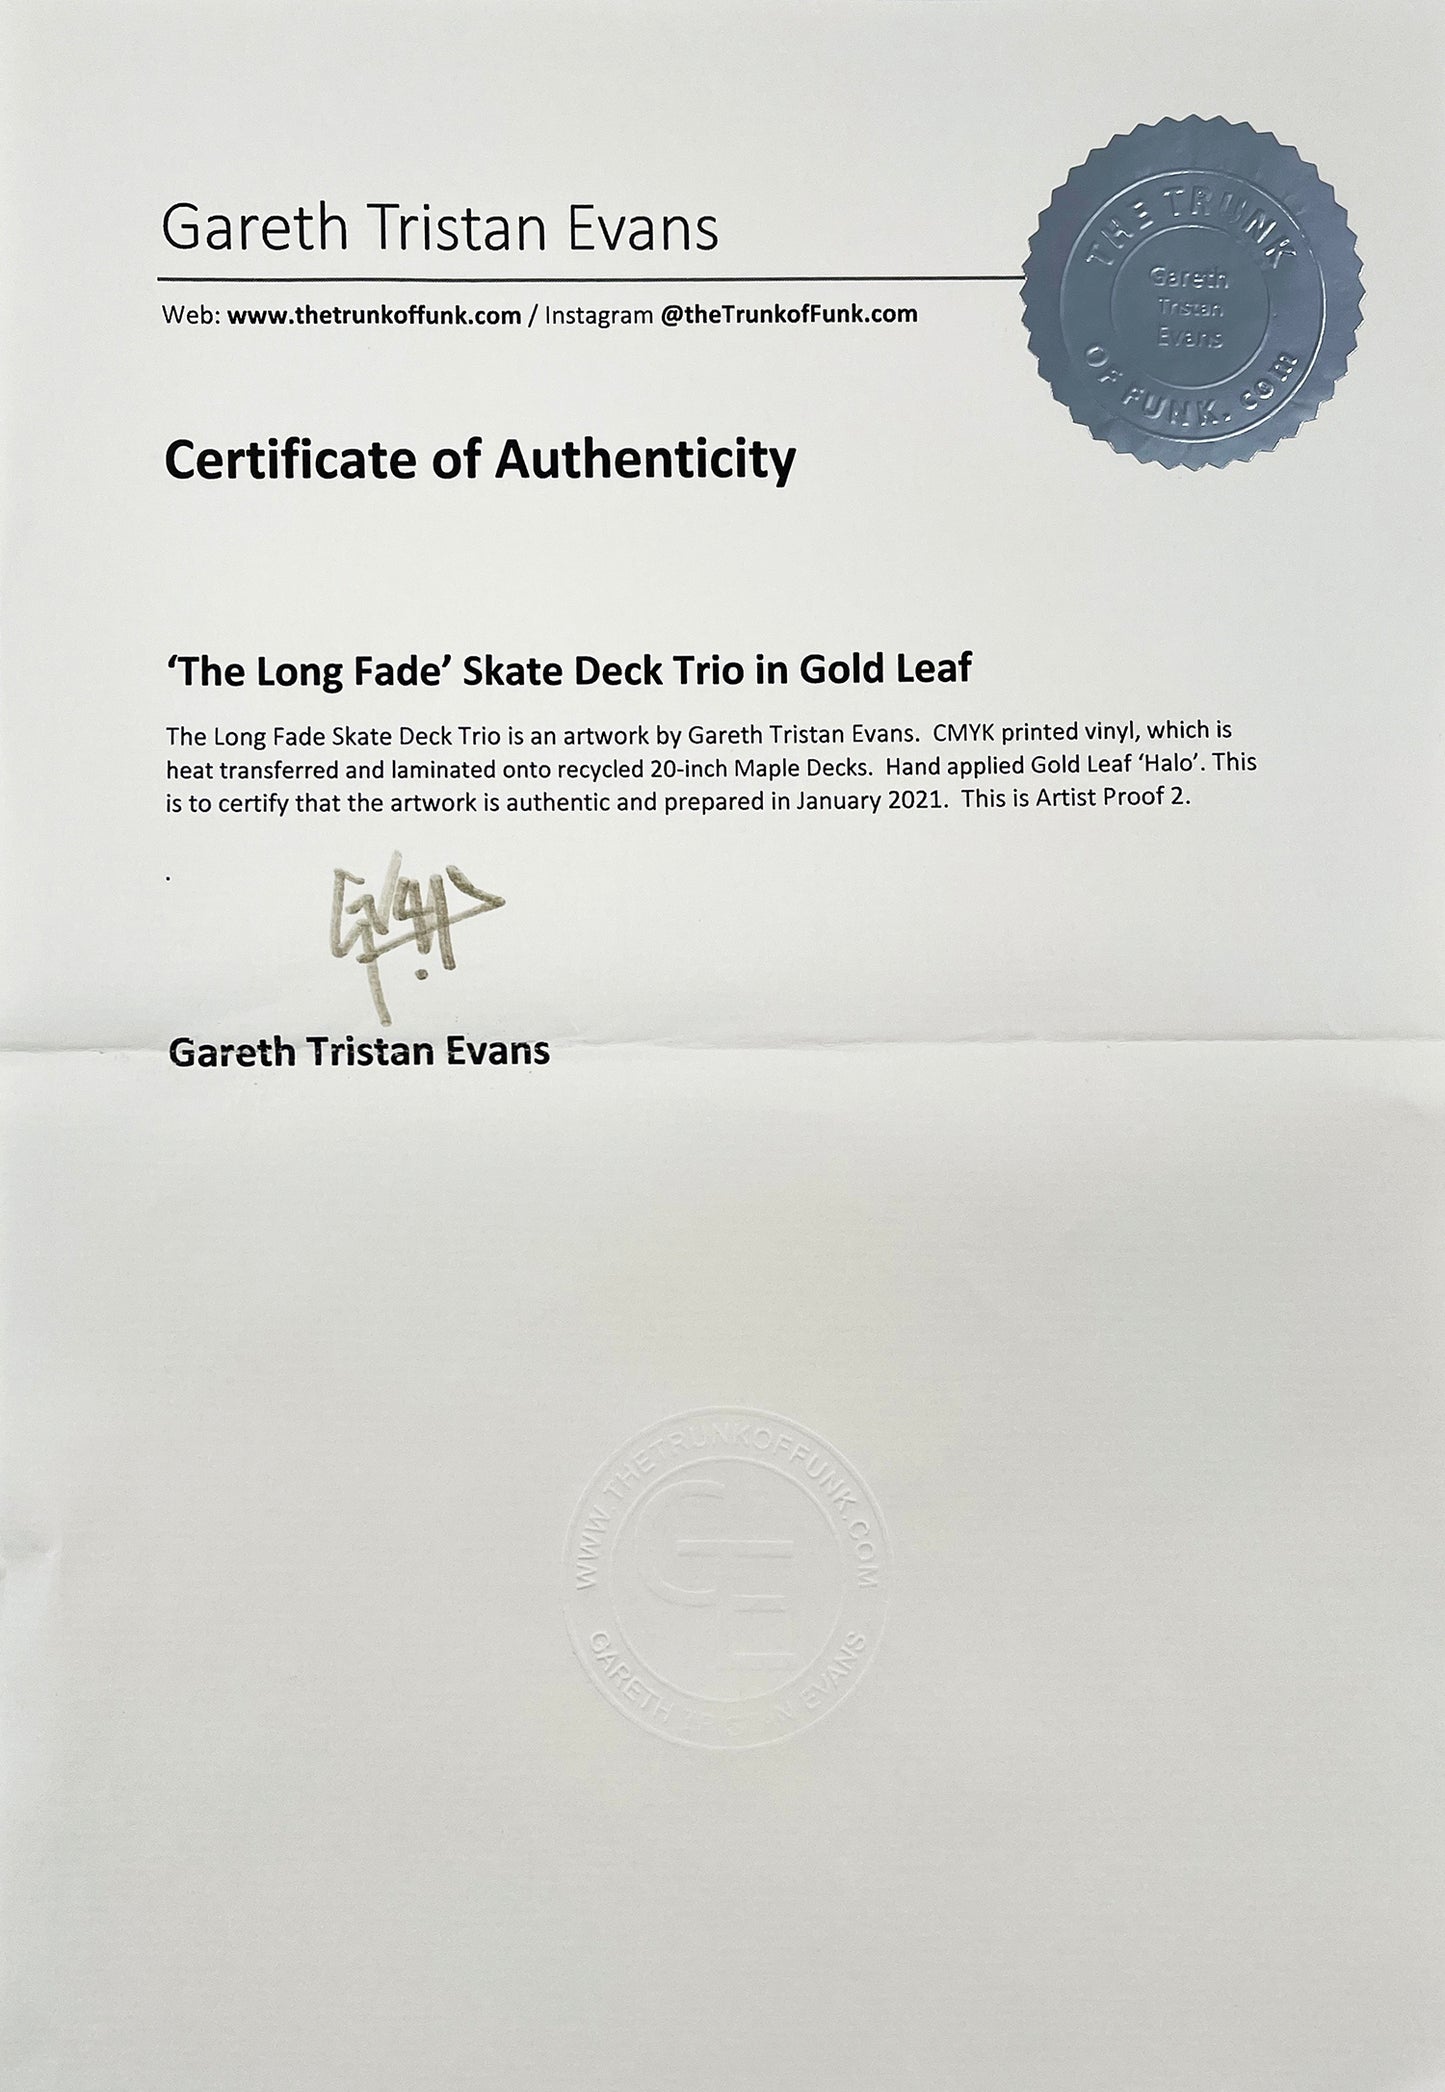 Gareth Tristan Evans
Web: www.thetrunkoffunk.com / Instagram @theTrunkofFunk.com
THE TRUNK
Gareth
Tristan
Evans
OF FUNK.com
Certificate of Authenticity
‘The Long Fade’ Skate Deck Trio in Gold Leaf
The Long Fade Skate Deck Trio is an artwork by Gareth Tristan Evans.  CMYK printed vinyl, which is
heat transferred and laminated onto recycled 20-inch Maple Decks.  Hand applied Gold Leaf ‘Halo’. This
is to certify that the artwork is authentic and prepared in January 2021.  This is Artist Proof 2.
.
Gareth Tristan Evans
WWW.THETRUNKOFFUNK.COM
GTE
GARETH TRISTAN EVANS